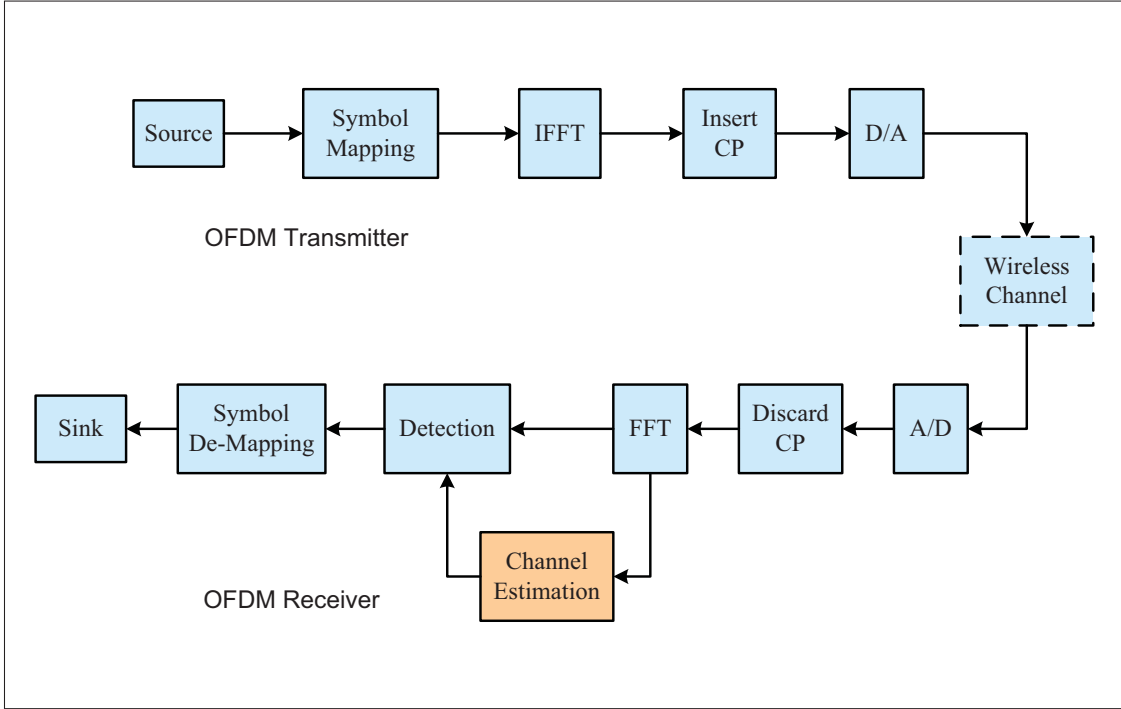 Source
Symbol
Mapping
IFFT
Insert
CP
D/A
OFDM Transmitter
Wireless
Channel
Sink
Symbol
De-Mapping
Detection
FFT
Discard
CP
A/D
Channel
Estimation
OFDM Receiver